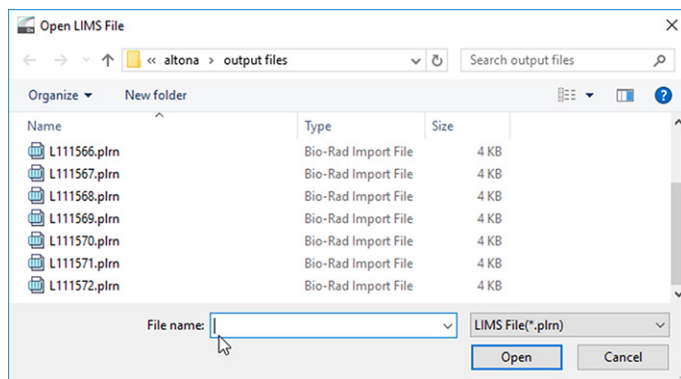 Open LIMS File
« altona > output files
Search output files
Organize
New folder
Name Type Size
L111566.plrn Bio-Rad Import File 4 KB
L111567.plrn Bio-Rad Import File 4 KB
L111568.plrn Bio-Rad Import File 4 KB
L111569.plrn Bio-Rad Import File 4 KB
L111570.plrn Bio-Rad Import File 4 KB
L111571.plrn Bio-Rad Import File 4 KB
L111572.plrn Bio-Rad Import File 4 KB
File name:
LIMS File(*.plrn)
Open
Cancel